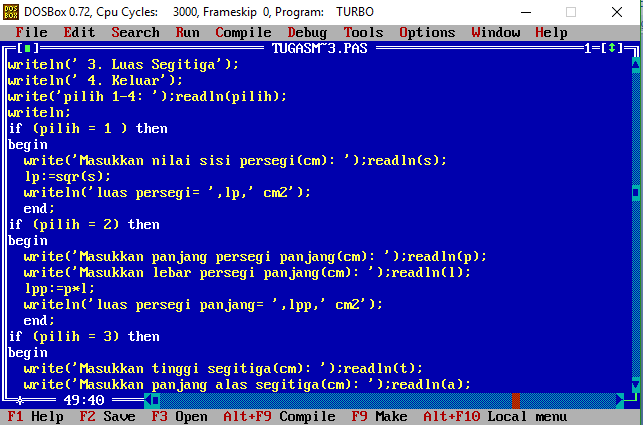 DOSBox 0.72, Cpu Cycles: 3000, Frameskip 0, Program: TURBO
File Edit Search Run Compile Debug Tools Options Window Help
[■] TUGASM~3.PAS 1=[↕]
writeln(' 3. Luas Segitiga');
writeln(' 4. Keluar');
write('pilih 1-4: ');readln(pilih);
writeln;
if (pilih = 1 ) then
begin
  write('Masukkan nilai sisi persegi(cm): ');readln(s);
  lp:=sqr(s);
  writeln('luas persegi= ',lp,' cm2');
  end;
if (pilih = 2) then
begin
  write('Masukkan panjang persegi panjang(cm): ');readln(p);
  write('Masukkan lebar persegi panjang(cm): ');readln(l);
  lpp:=p*l;
  writeln('luas persegi panjang= ',lpp,' cm2');
  end;
if (pilih = 3) then
begin
  write('Masukkan tinggi segitiga(cm): ');readln(t);
  write('Masukkan panjang alas segitiga(cm): ');readln(a);
49:40
F1 Help F2 Save F3 Open Alt+F9 Compile F9 Make Alt+F10 Local menu